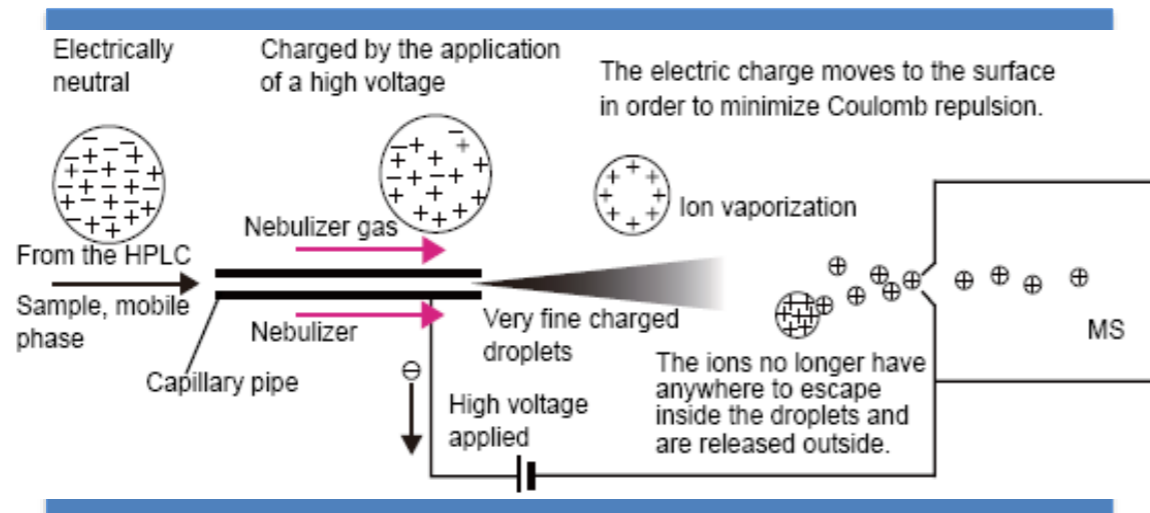 Electrically
neutral
Charged by the application
of a high voltage
The electric charge moves to the surface
in order to minimize Coulomb repulsion.
Nebulizer gas
Ion vaporization
From the HPLC
Sample, mobile
phase
Nebulizer
Very fine charged
droplets
MS
Capillary pipe
The ions no longer have
anywhere to escape
inside the droplets and
are released outside.
High voltage
applied